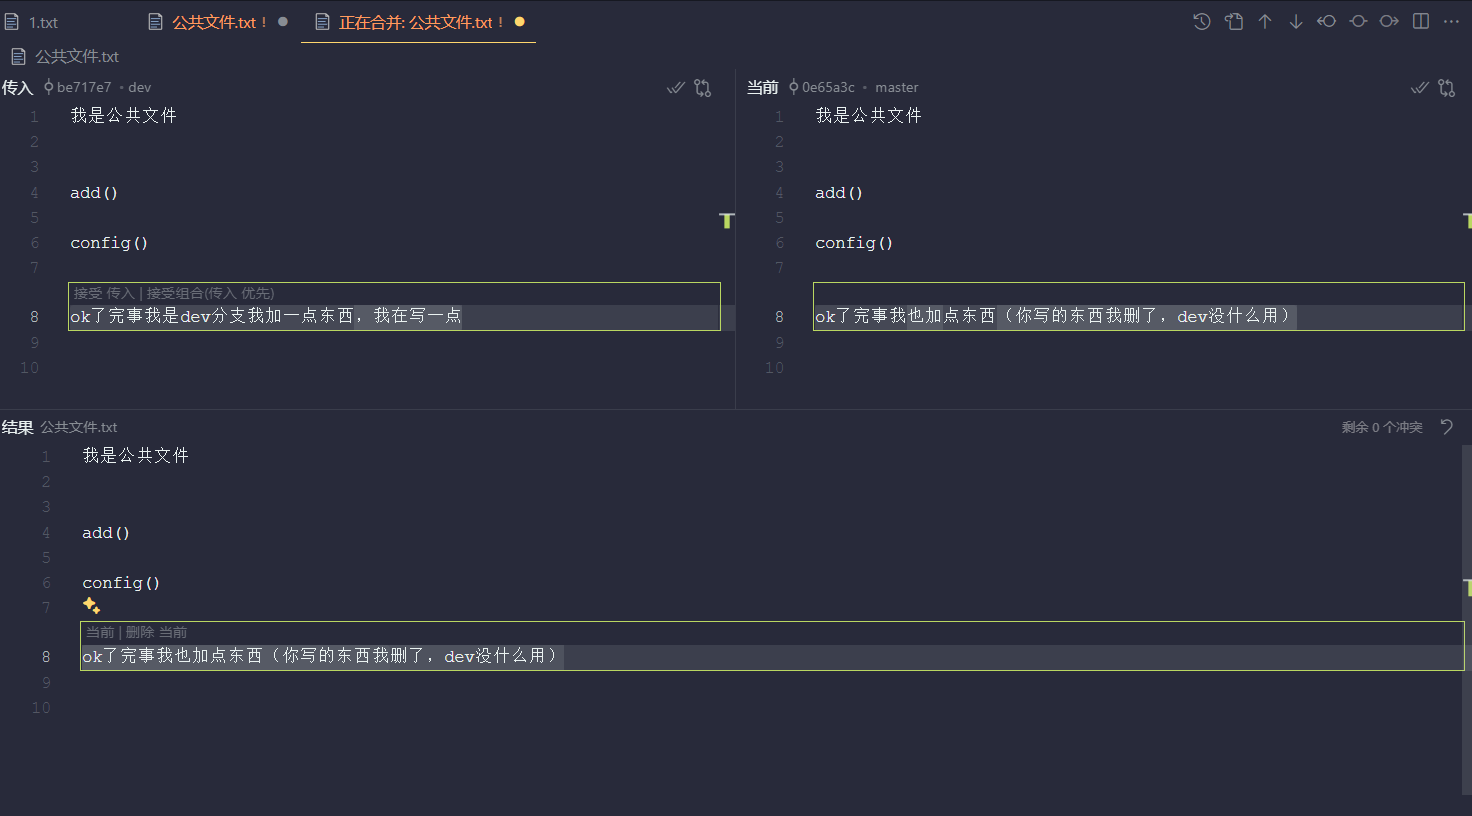 1.txt 公共文件.txt ! 正在合并: 公共文件.txt !
公共文件.txt
传入 be717e7 • dev
1 我是公共文件
2
3
4 add()
5
6 config()
7
接受 传入 | 接受组合(传入 优先)
8 ok了完事我是dev分支我加一点东西，我在写一点
9
10
当前 0e65a3c • master
1 我是公共文件
2
3
4 add()
5
6 config()
7
8 ok了完事我也加点东西（你写的东西我删了，dev没什么用）
9
10
结果 公共文件.txt 剩余 0 个冲突
1 我是公共文件
2
3
4 add()
5
6 config()
7
当前 | 删除 当前
8 ok了完事我也加点东西（你写的东西我删了，dev没什么用）
9
10